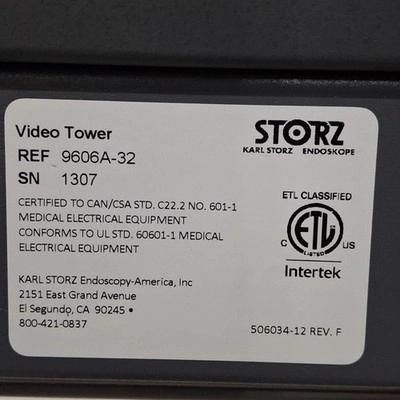 Video Tower
REF 9606A-32
SN 1307
CERTIFIED TO CAN/CSA STD. C22.2 NO. 601-1
MEDICAL ELECTRICAL EQUIPMENT
CONFORMS TO UL STD. 60601-1 MEDICAL
ELECTRICAL EQUIPMENT
KARL STORZ Endoscopy-America, Inc
2151 East Grand Avenue
El Segundo, CA 90245 •
800-421-0837
STORZ
KARL STORZ ENDOSKOPE
ETL CLASSIFIED
C ETL US
LISTED
Intertek
506034-12 REV. F